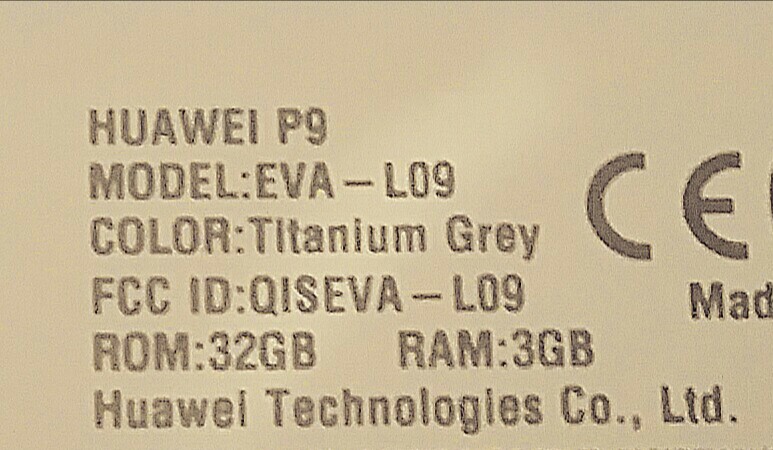 HUAWEI P9
MODEL:EVA-L09
COLOR:Titanium Grey
CE
FCC ID:QISEVA-L09
Mad
ROM:32GB RAM:3GB
Huawei Technologies Co., Ltd.